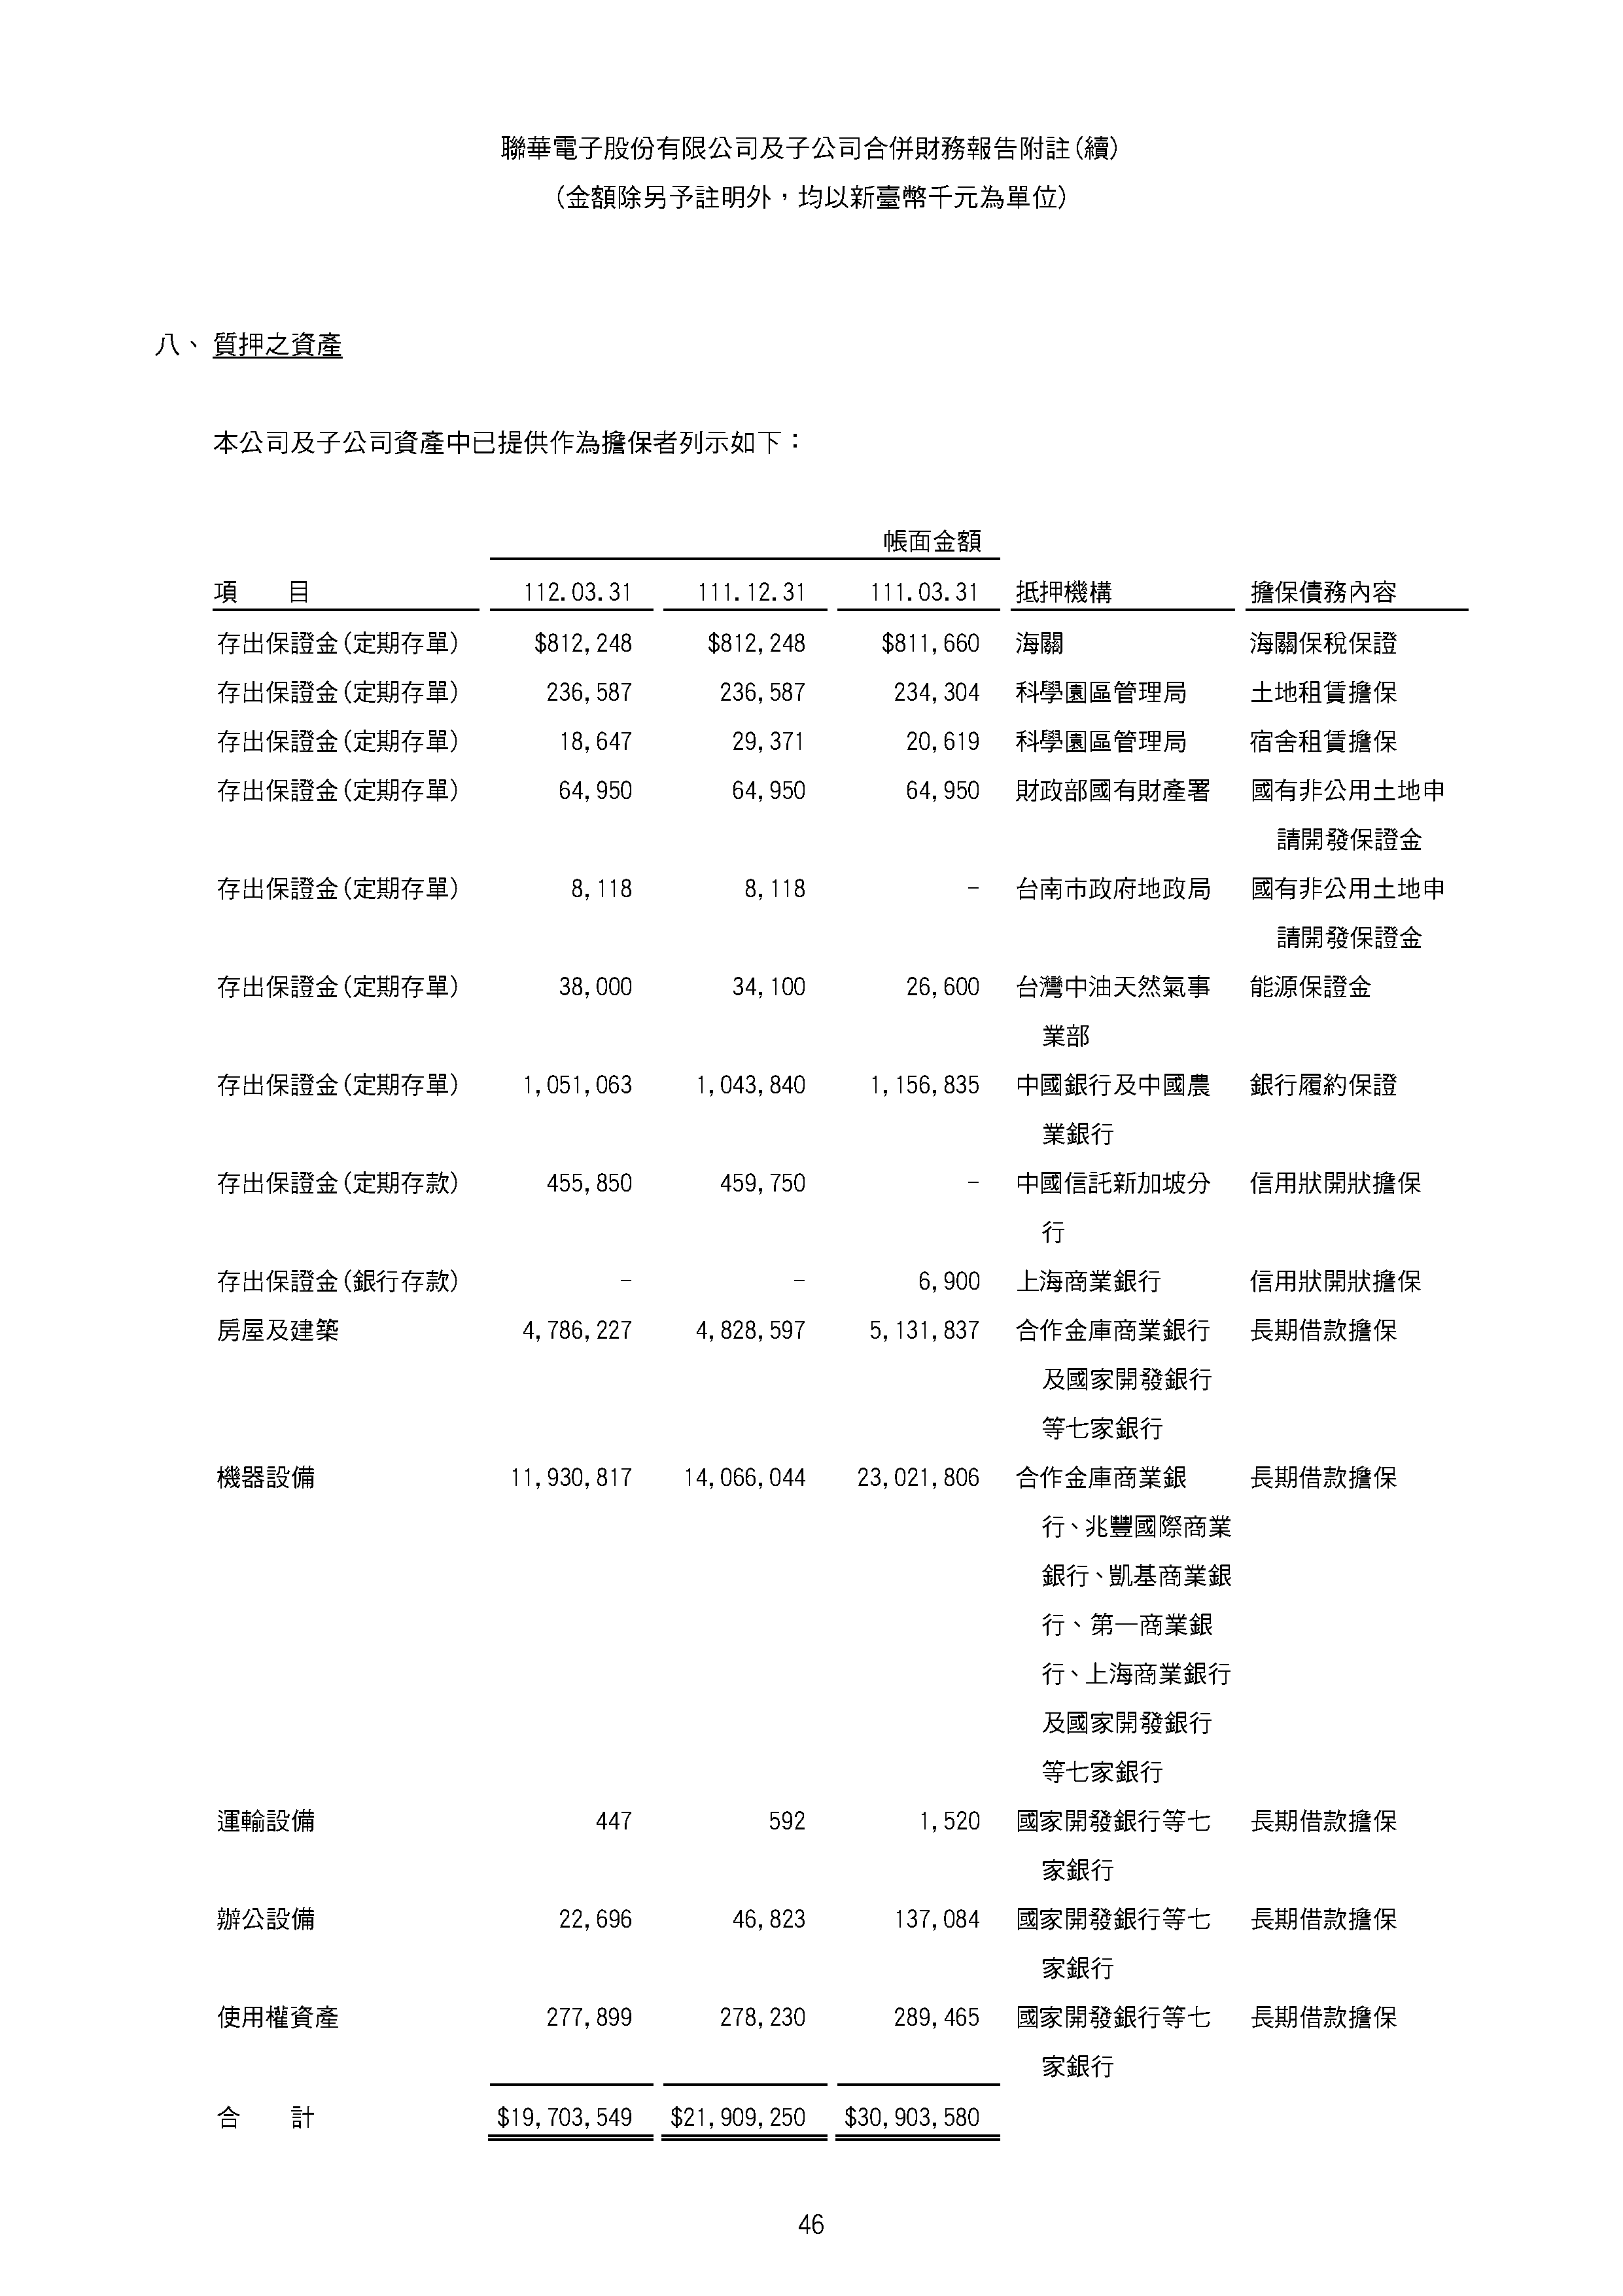 聯華電子股份有限公司及子公司合併財務報告附註(續)
(金額除另予註明外，均以新臺幣千元為單位)
八、 質押之資產
本公司及子公司資產中已提供作為擔保者列示如下：
帳面金額
項　　目 112.03.31 111.12.31 111.03.31 抵押機構 擔保債務內容
存出保證金(定期存單) $812,248 $812,248 $811,660 海關 海關保稅保證
存出保證金(定期存單) 236,587 236,587 234,304 科學園區管理局 土地租賃擔保
存出保證金(定期存單) 18,647 29,371 20,619 科學園區管理局 宿舍租賃擔保
存出保證金(定期存單) 64,950 64,950 64,950 財政部國有財產署 國有非公用土地申
請開發保證金
存出保證金(定期存單) 8,118 8,118 - 台南市政府地政局 國有非公用土地申
請開發保證金
存出保證金(定期存單) 38,000 34,100 26,600 台灣中油天然氣事 能源保證金
業部
存出保證金(定期存單) 1,051,063 1,043,840 1,156,835 中國銀行及中國農 銀行履約保證
業銀行
存出保證金(定期存款) 455,850 459,750 - 中國信託新加坡分 信用狀開狀擔保
行
存出保證金(銀行存款) - - 6,900 上海商業銀行 信用狀開狀擔保
房屋及建築 4,786,227 4,828,597 5,131,837 合作金庫商業銀行 長期借款擔保
及國家開發銀行
等七家銀行
機器設備 11,930,817 14,066,044 23,021,806 合作金庫商業銀 長期借款擔保
行、兆豐國際商業
銀行、凱基商業銀
行、第一商業銀
行、上海商業銀行
及國家開發銀行
等七家銀行
運輸設備 447 592 1,520 國家開發銀行等七 長期借款擔保
家銀行
辦公設備 22,696 46,823 137,084 國家開發銀行等七 長期借款擔保
家銀行
使用權資產 277,899 278,230 289,465 國家開發銀行等七 長期借款擔保
家銀行
合　　計 $19,703,549 $21,909,250 $30,903,580
46